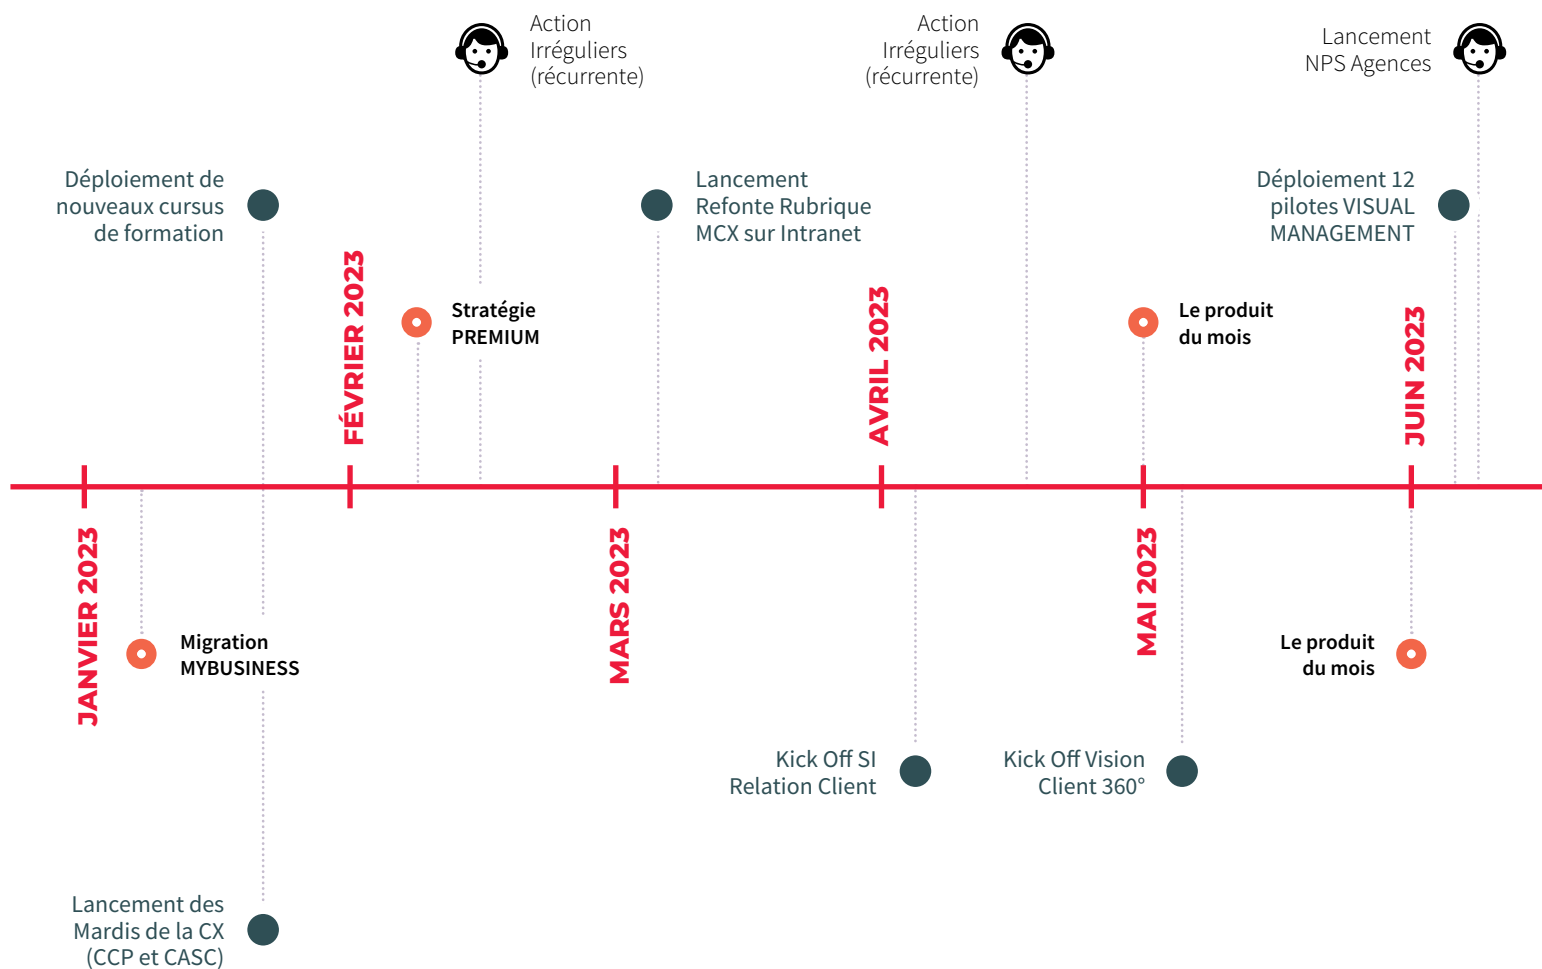 Action
Irréguliers
(récurrente)
Action
Irréguliers
(récurrente)
Lancement
NPS Agences
Déploiement de
nouveaux cursus
de formation
Lancement
Refonte Rubrique
MCX sur Intranet
Déploiement 12
pilotes VISUAL
MANAGEMENT
FÉVRIER 2023
Stratégie
PREMIUM
AVRIL 2023
Le produit
du mois
JUIN 2023
JANVIER 2023
Migration
MYBUSINESS
MARS 2023
MAI 2023
Le produit
du mois
Kick Off SI
Relation Client
Kick Off Vision
Client 360°
Lancement des
Mardis de la CX
(CCP et CASC)